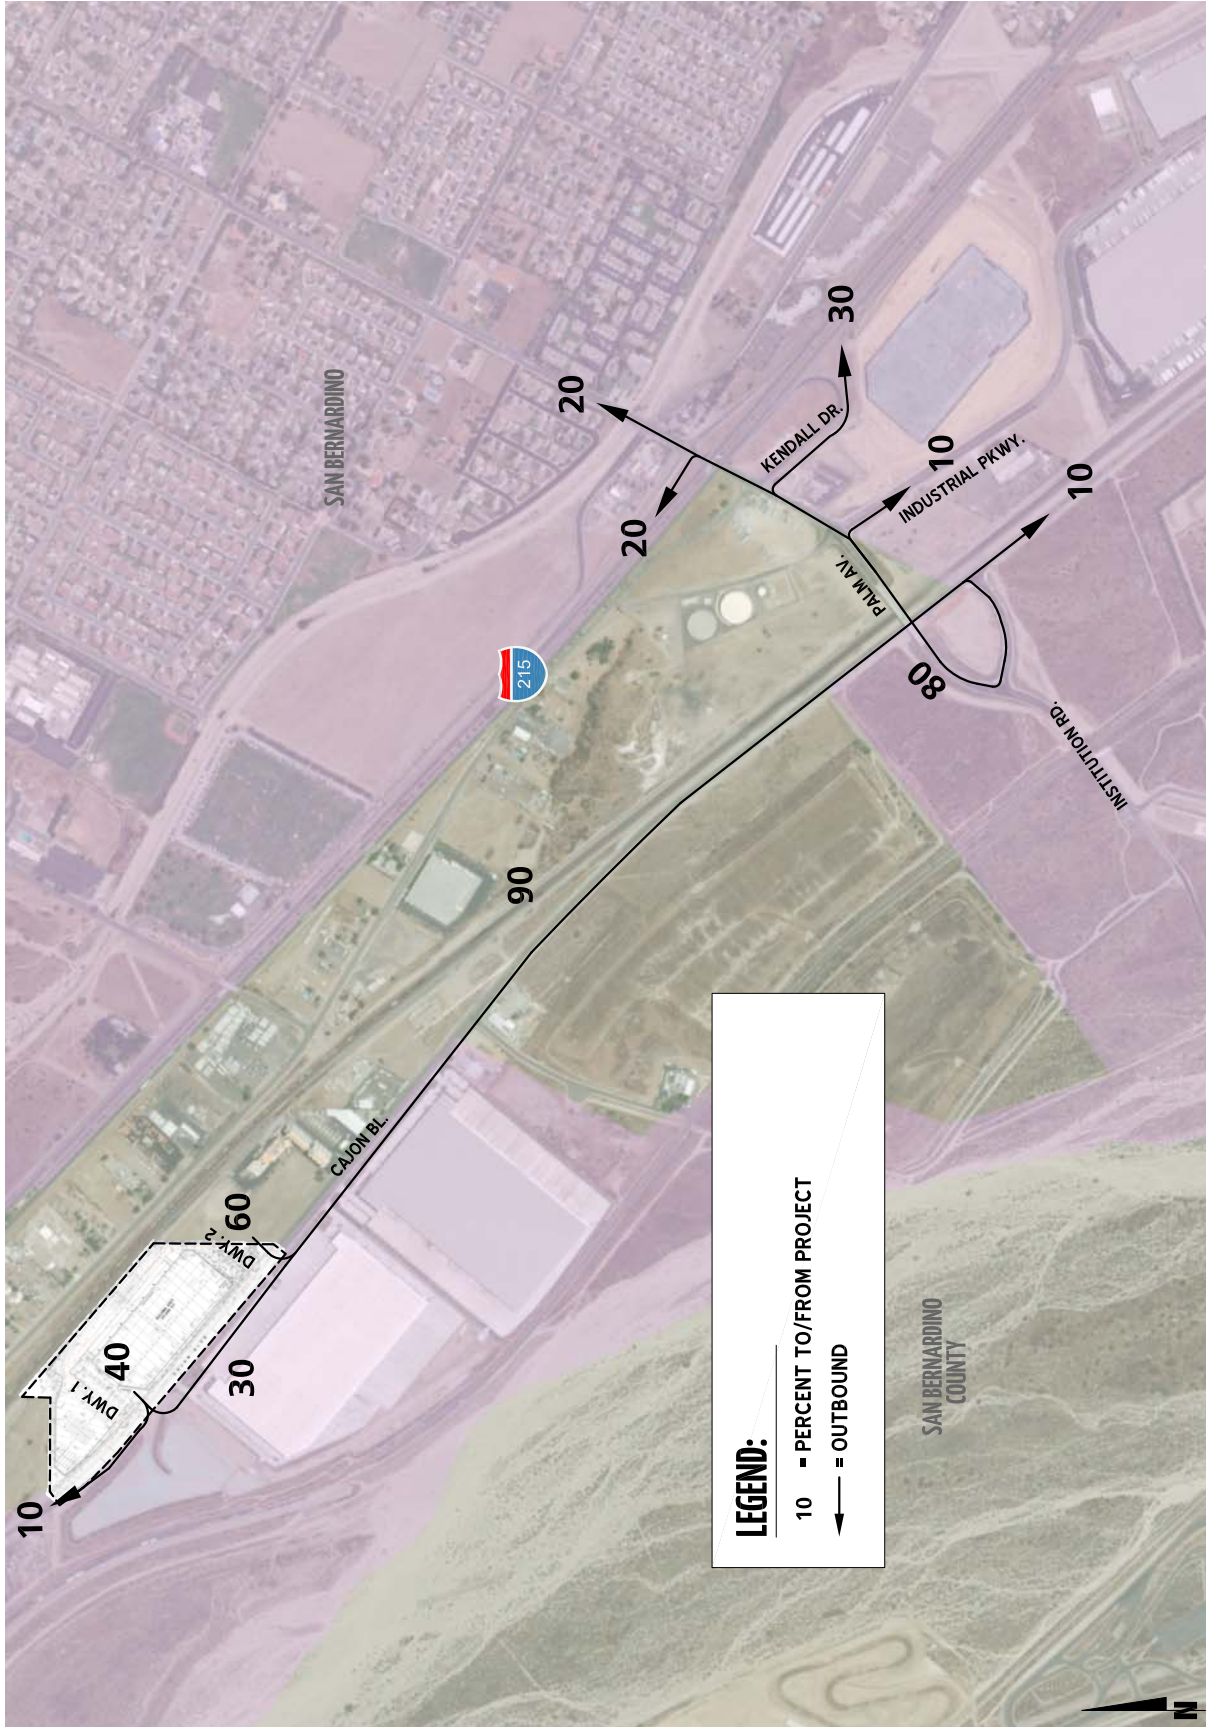 SAN BERNARDINO
20
20
30
KENDALL DR.
10
INDUSTRIAL PKWY.
10
PALM AV.
80
INSTITUTION RD.
215
90
CAJON BL.
60
DWY. 2
40
DWY. 1
30
10
LEGEND:
10 = PERCENT TO/FROM PROJECT
= OUTBOUND
SAN BERNARDINO
COUNTY
N